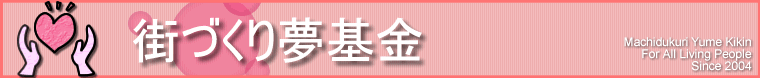 街づくり夢基金
Machidukuri Yume Kikin
For All Living People
Since 2004